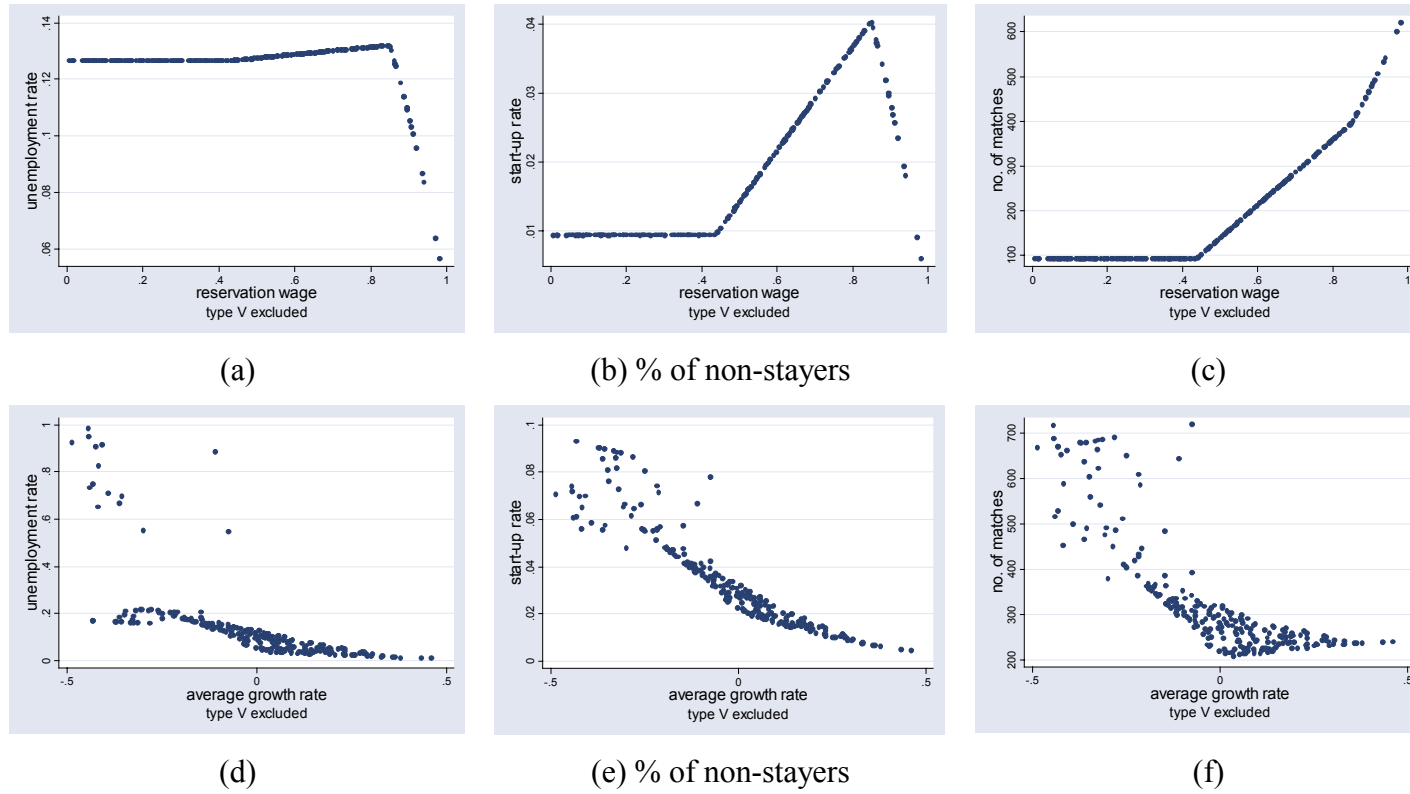 unemployment rate
.14
.12
.1
.08
.06
0 .2 .4 .6 .8 1
reservation wage
type V excluded
(a)
start-up rate
.04
.03
.02
.01
0 .2 .4 .6 .8 1
reservation wage
type V excluded
(b) % of non-stayers
no. of matches
600
500
400
300
200
100
0 .2 .4 .6 .8 1
reservation wage
type V excluded
(c)
unemployment rate
1
.8
.6
.4
.2
0
-.5 0 .5
average growth rate
type V excluded
(d)
start-up rate
.1
.08
.06
.04
.02
0
-.5 0 .5
average growth rate
type V excluded
(e) % of non-stayers
no. of matches
700
600
500
400
300
200
-.5 0 .5
average growth rate
type V excluded
(f)